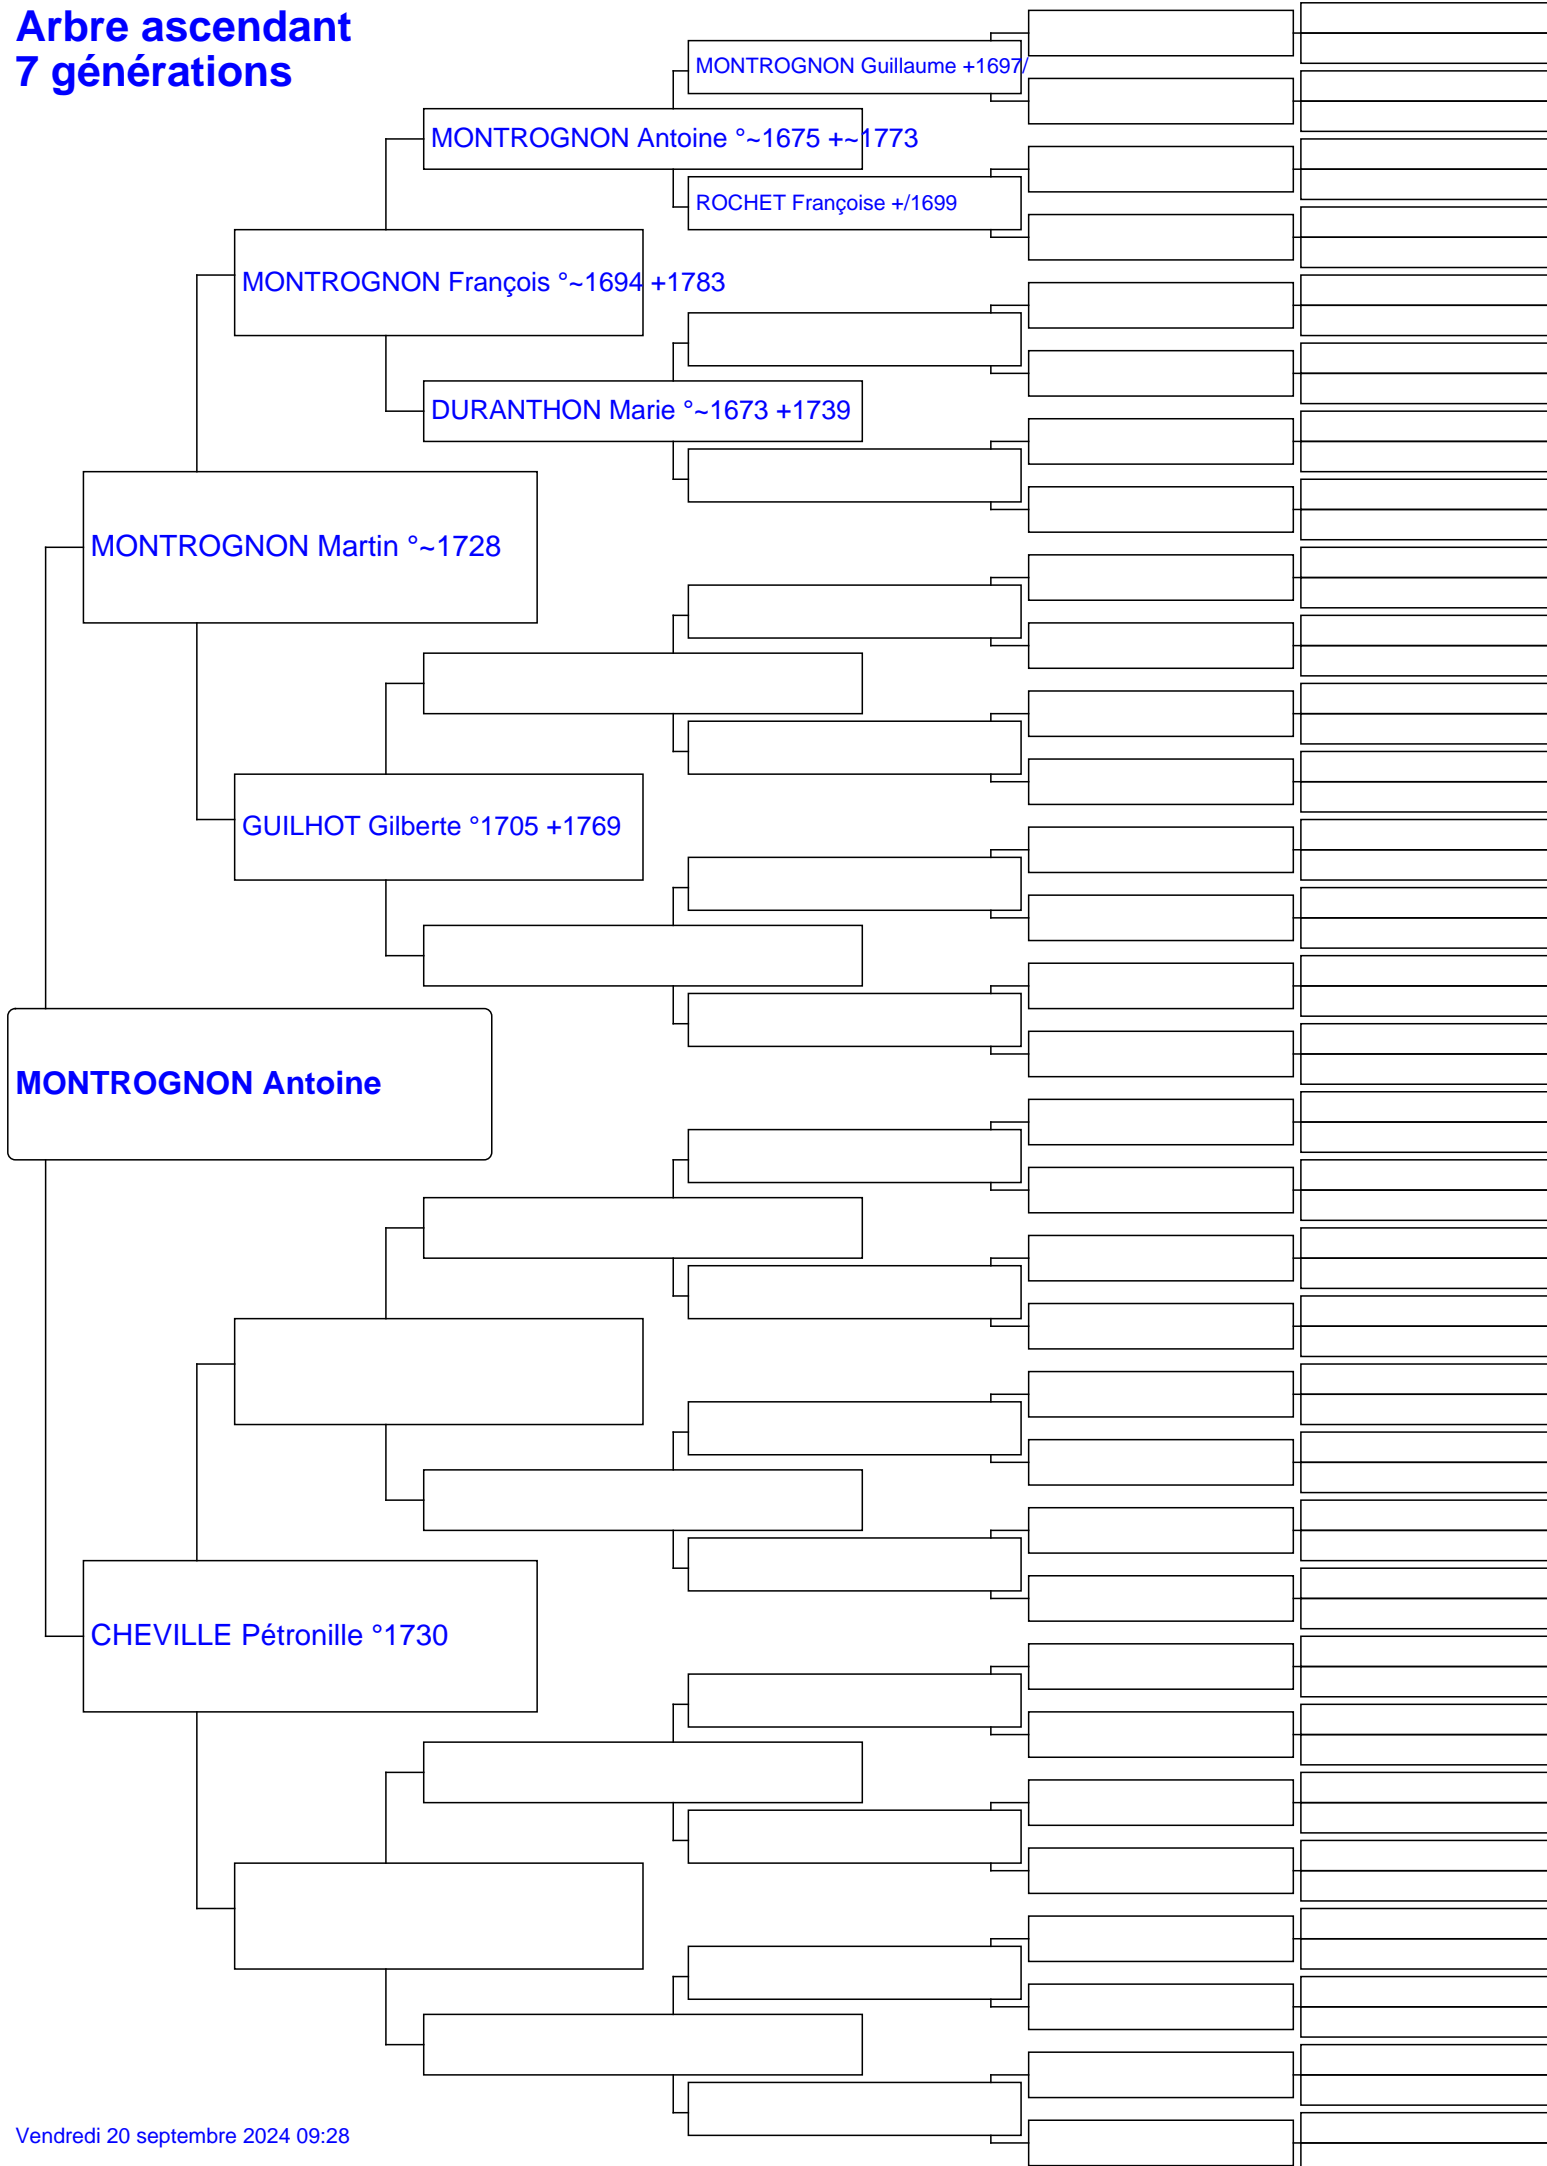 Arbre ascendant
7 générations
MONTROGNON Guillaume +1697/
MONTROGNON Antoine °~1675 +~1773
ROCHET Françoise +/1699
MONTROGNON François °~1694 +1783
DURANTHON Marie °~1673 +1739
MONTROGNON Martin °~1728
GUILHOT Gilberte °1705 +1769
MONTROGNON Antoine
CHEVILLE Pétronille °1730
Vendredi 20 septembre 2024 09:28